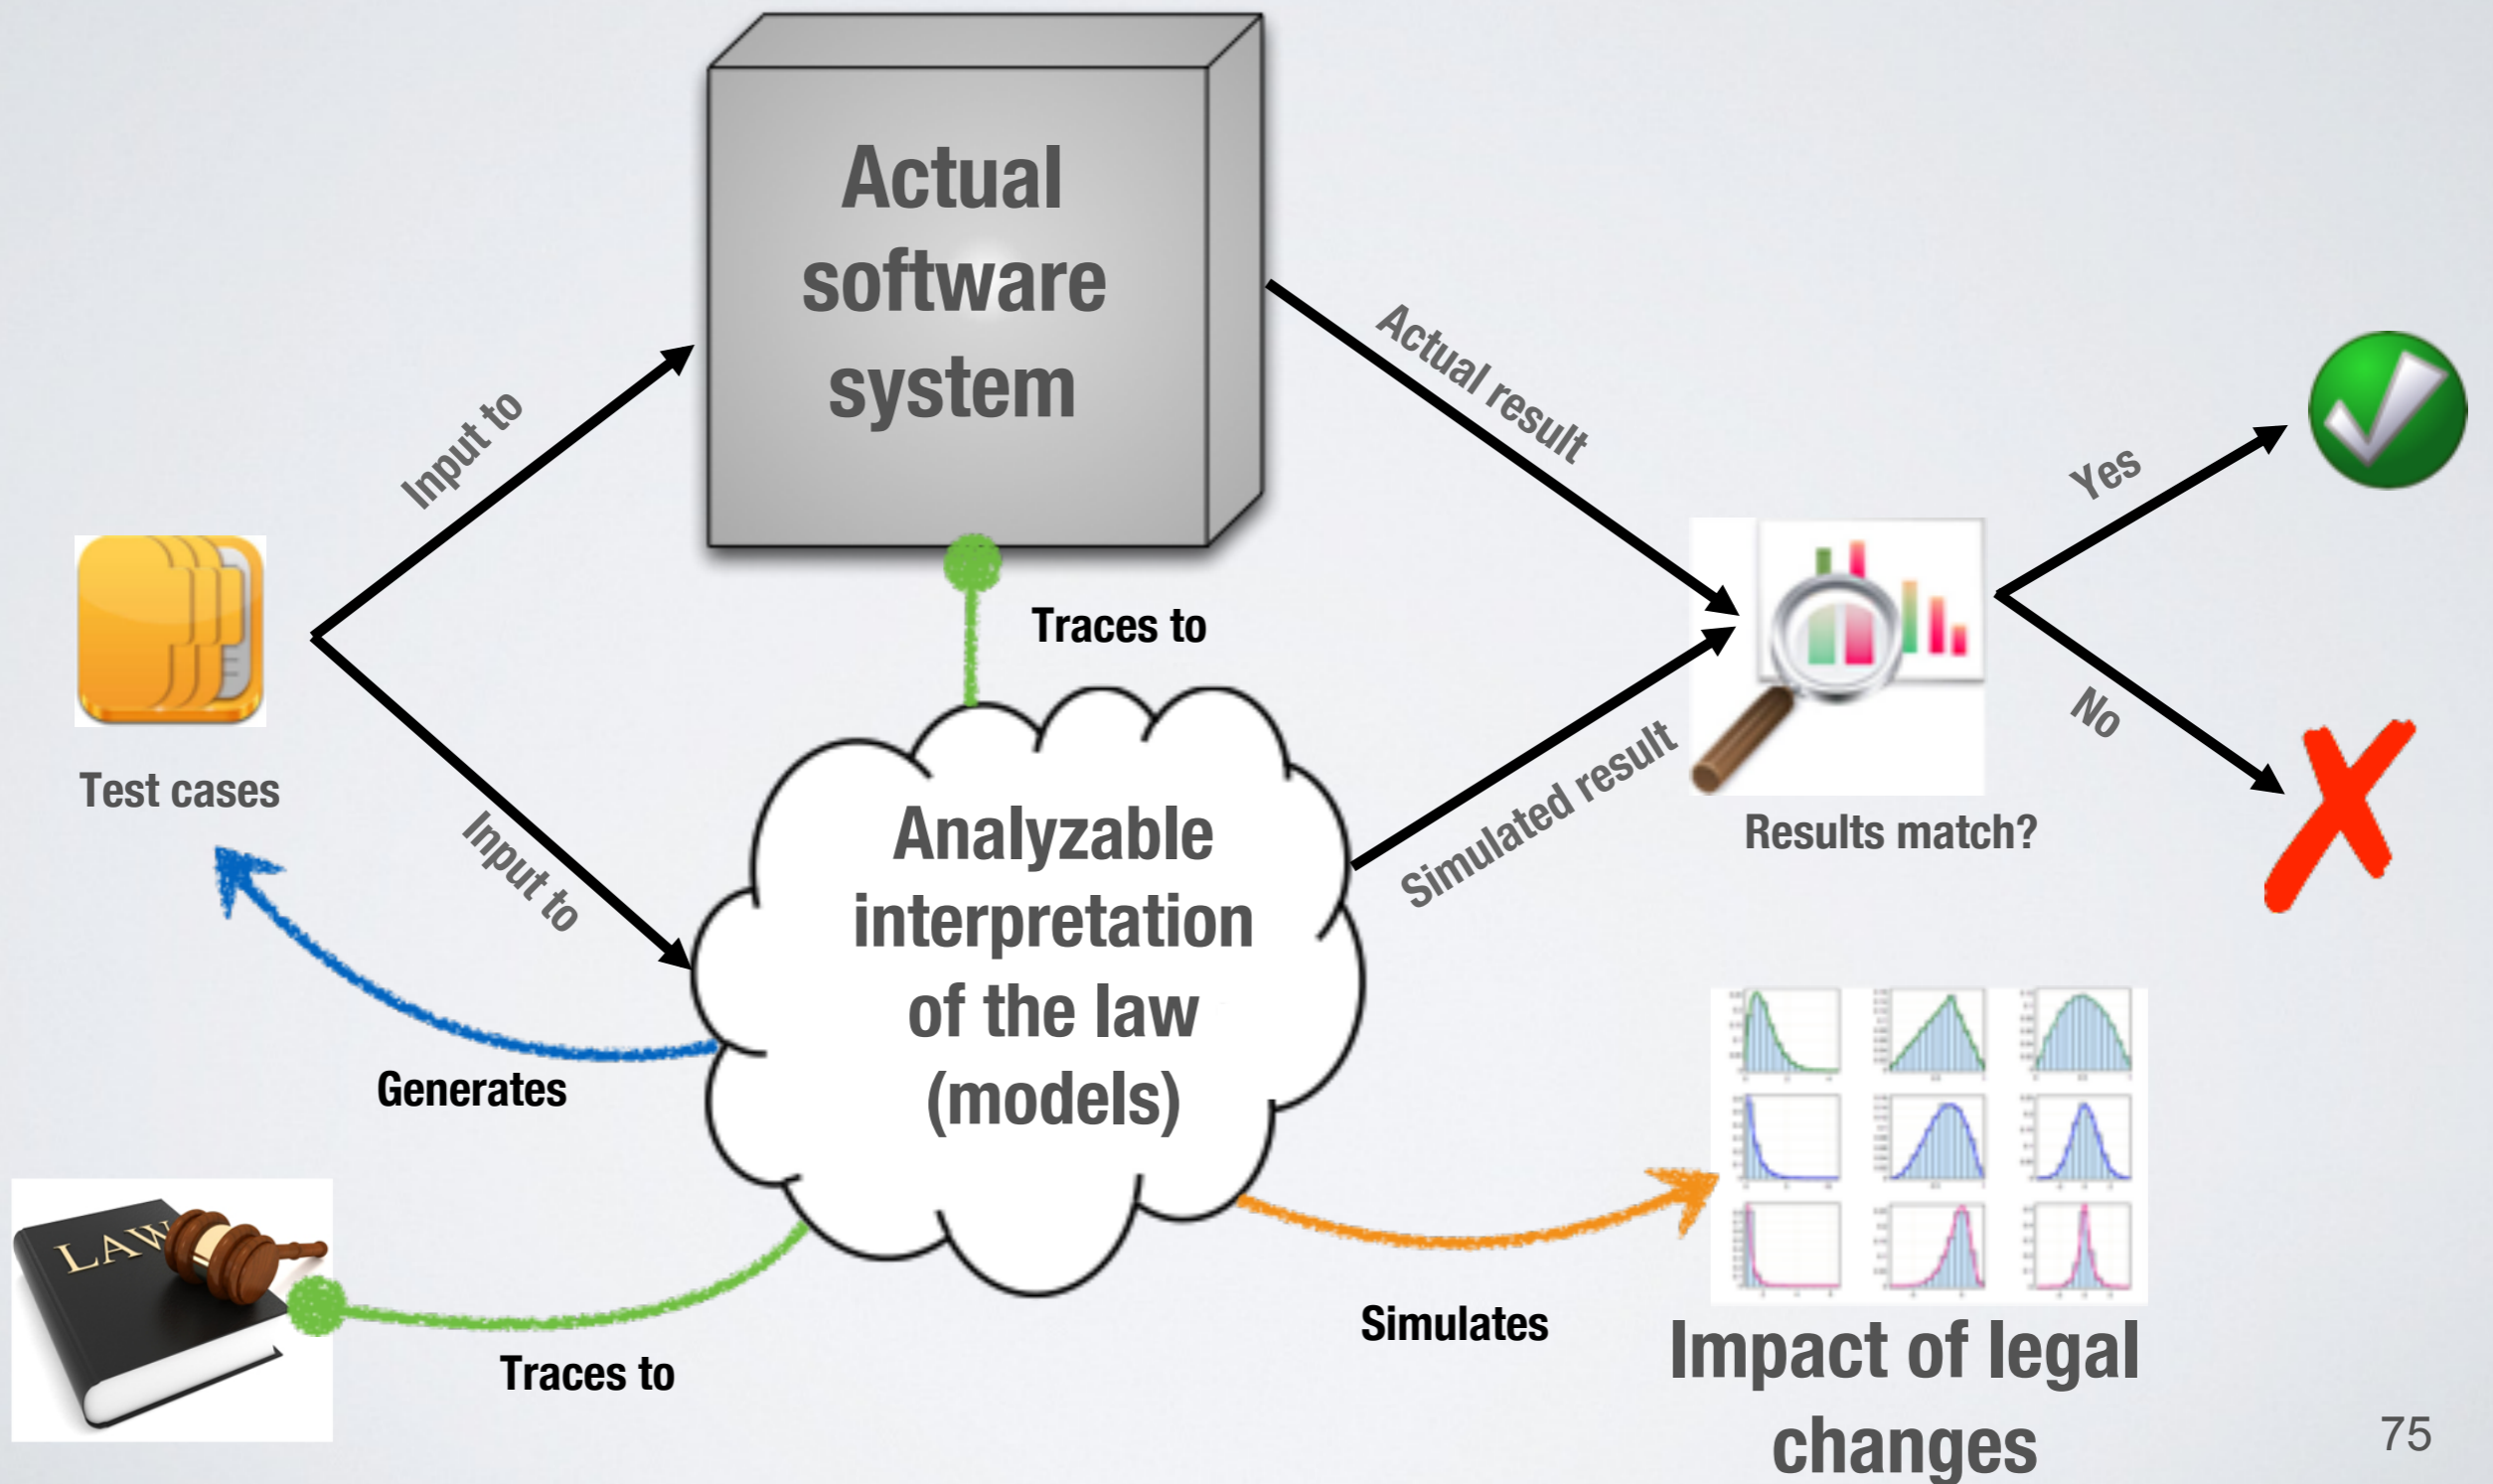 Actual
software
system
Input to
Actual result
Yes
Traces to
Test cases
Input to
Analyzable
interpretation
of the law
(models)
Simulated result
Results match?
No
Generates
LAW
Traces to
Simulates
Impact of legal
changes
75